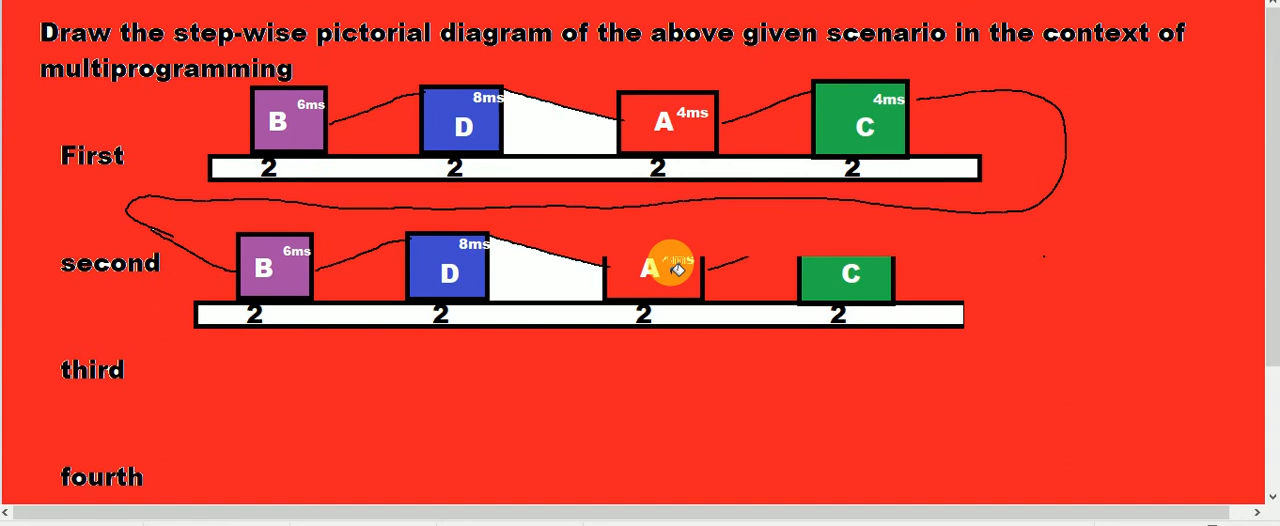 Draw the step-wise pictorial diagram of the above given scenario in the context of
multiprogramming
B 6ms D 8ms A 4ms C 4ms
First
2 2 2 2
second
B 6ms D 8ms A C
2 2 2 2
third
fourth